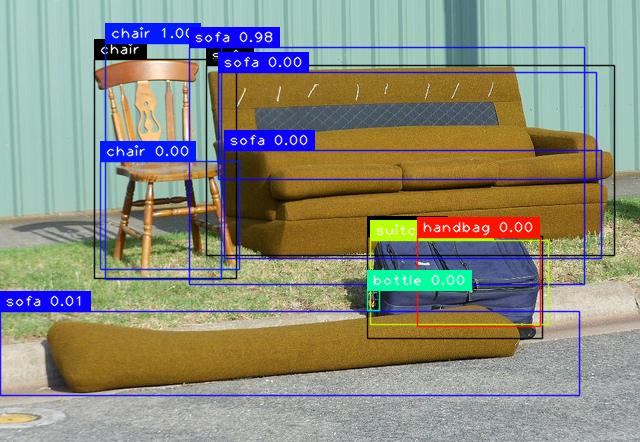 chair 1.00
sofa 0.98
chair
sofa 0.00
sofa 0.00
chair 0.00
handbag 0.00
suitc
bottle 0.00
sofa 0.01